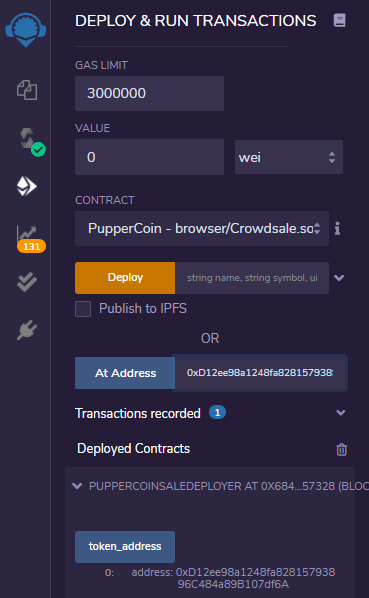 DEPLOY & RUN TRANSACTIONS
GAS LIMIT
3000000
VALUE
0
wei
CONTRACT
PupperCoin - browser/Crowdsale.so
Deploy
string name, string symbol, ui
Publish to IPFS
OR
At Address
0xD12ee98a1248fa828157938
131
Transactions recorded
1
Deployed Contracts
PUPPERCOINSALEDEPLOYER AT 0X684...57328 (BLOC
token_address
0: address: 0xD12ee98a1248fa828157938
96C484a89B107df6A